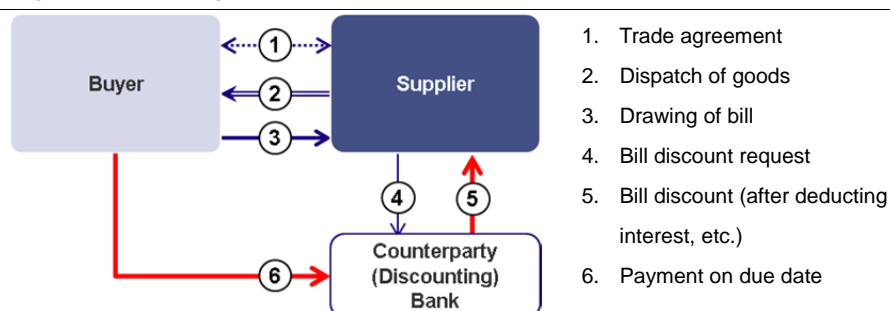 Buyer
Supplier
1
2
3
4
5
6
Counterparty
(Discounting)
Bank
1. Trade agreement
2. Dispatch of goods
3. Drawing of bill
4. Bill discount request
5. Bill discount (after deducting
interest, etc.)
6. Payment on due date